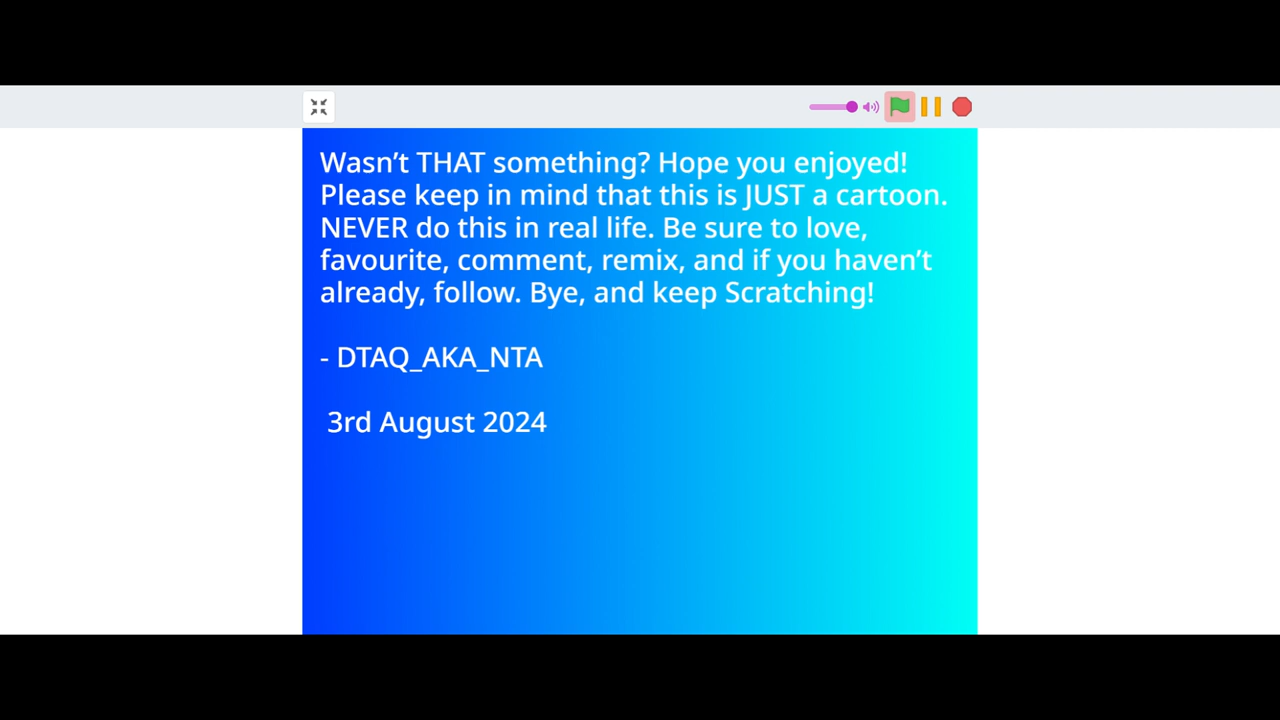 Wasn’t THAT something? Hope you enjoyed!
Please keep in mind that this is JUST a cartoon.
NEVER do this in real life. Be sure to love,
favourite, comment, remix, and if you haven’t
already, follow. Bye, and keep Scratching!
- DTAQ_AKA_NTA
3rd August 2024